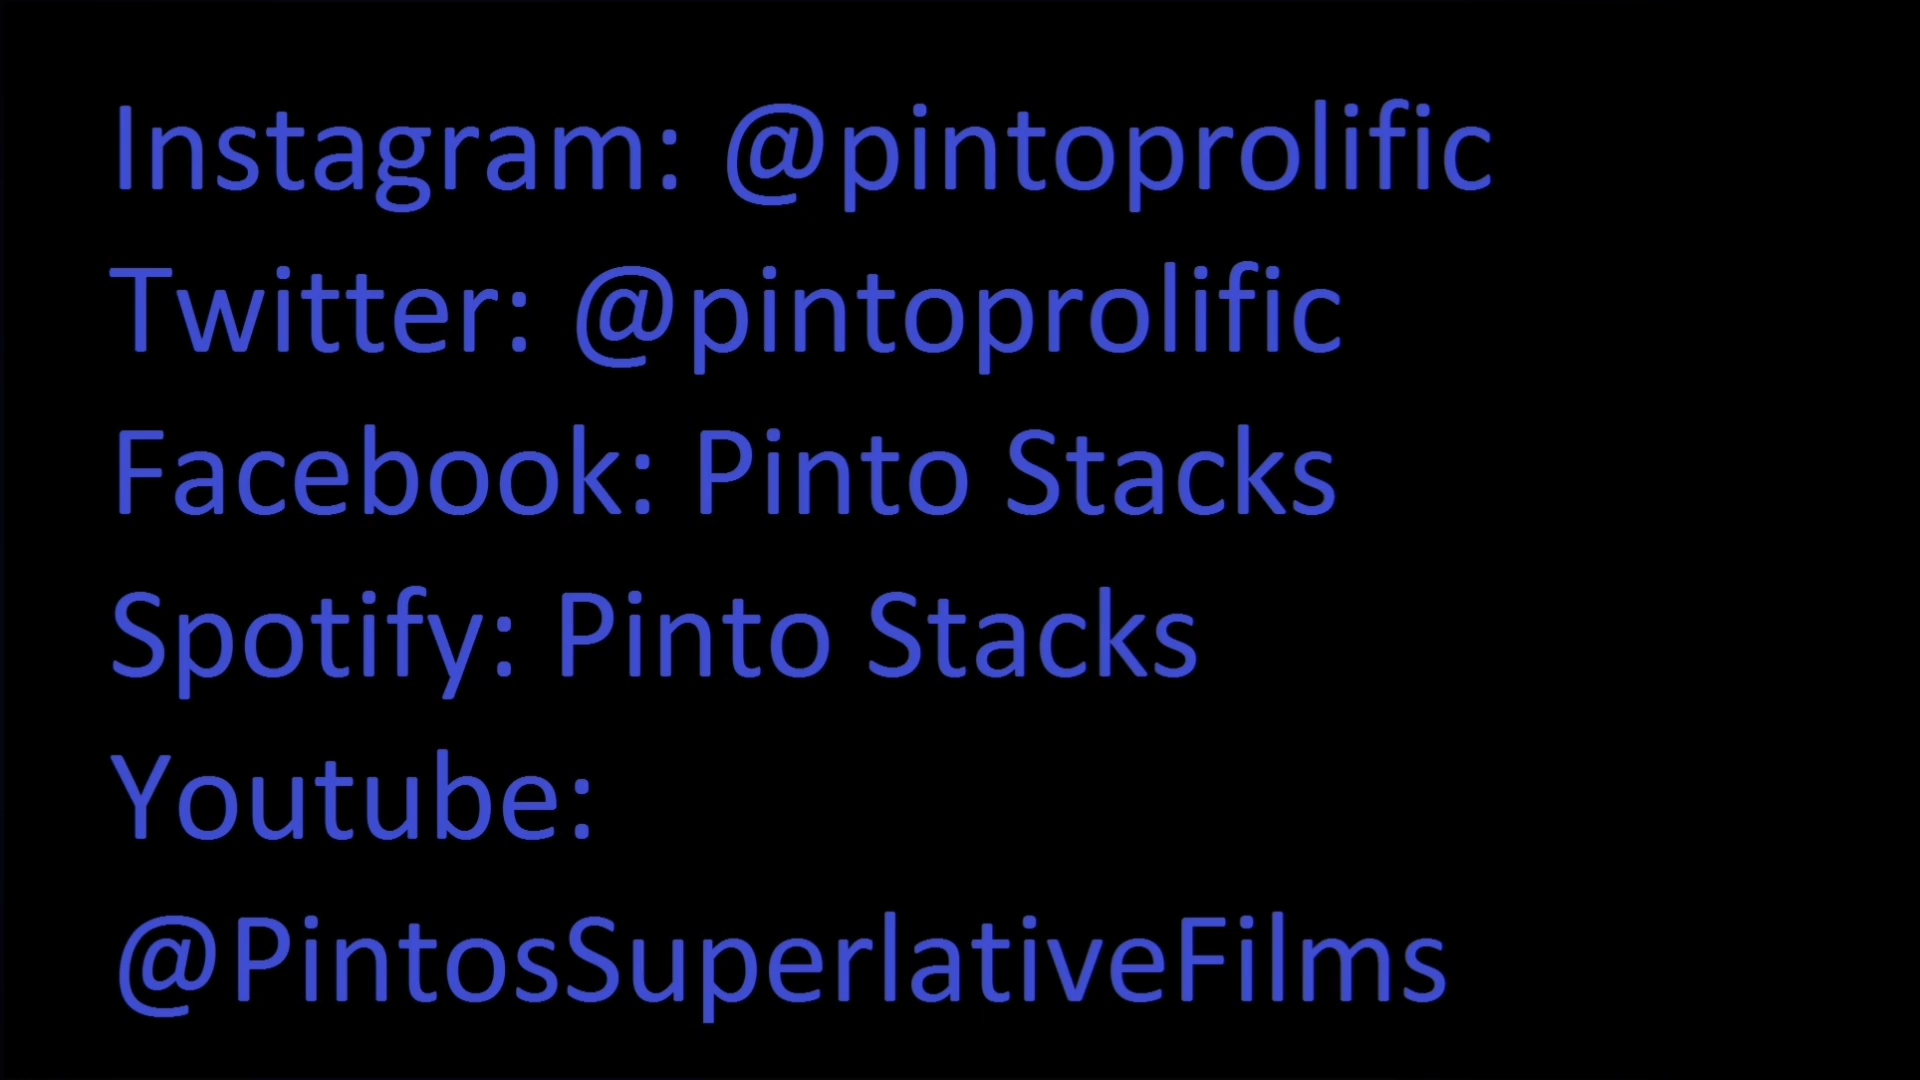 Instagram: @pintoprolific
Twitter: @pintoprolific
Facebook: Pinto Stacks
Spotify: Pinto Stacks
Youtube:
@PintosSuperlativeFilms